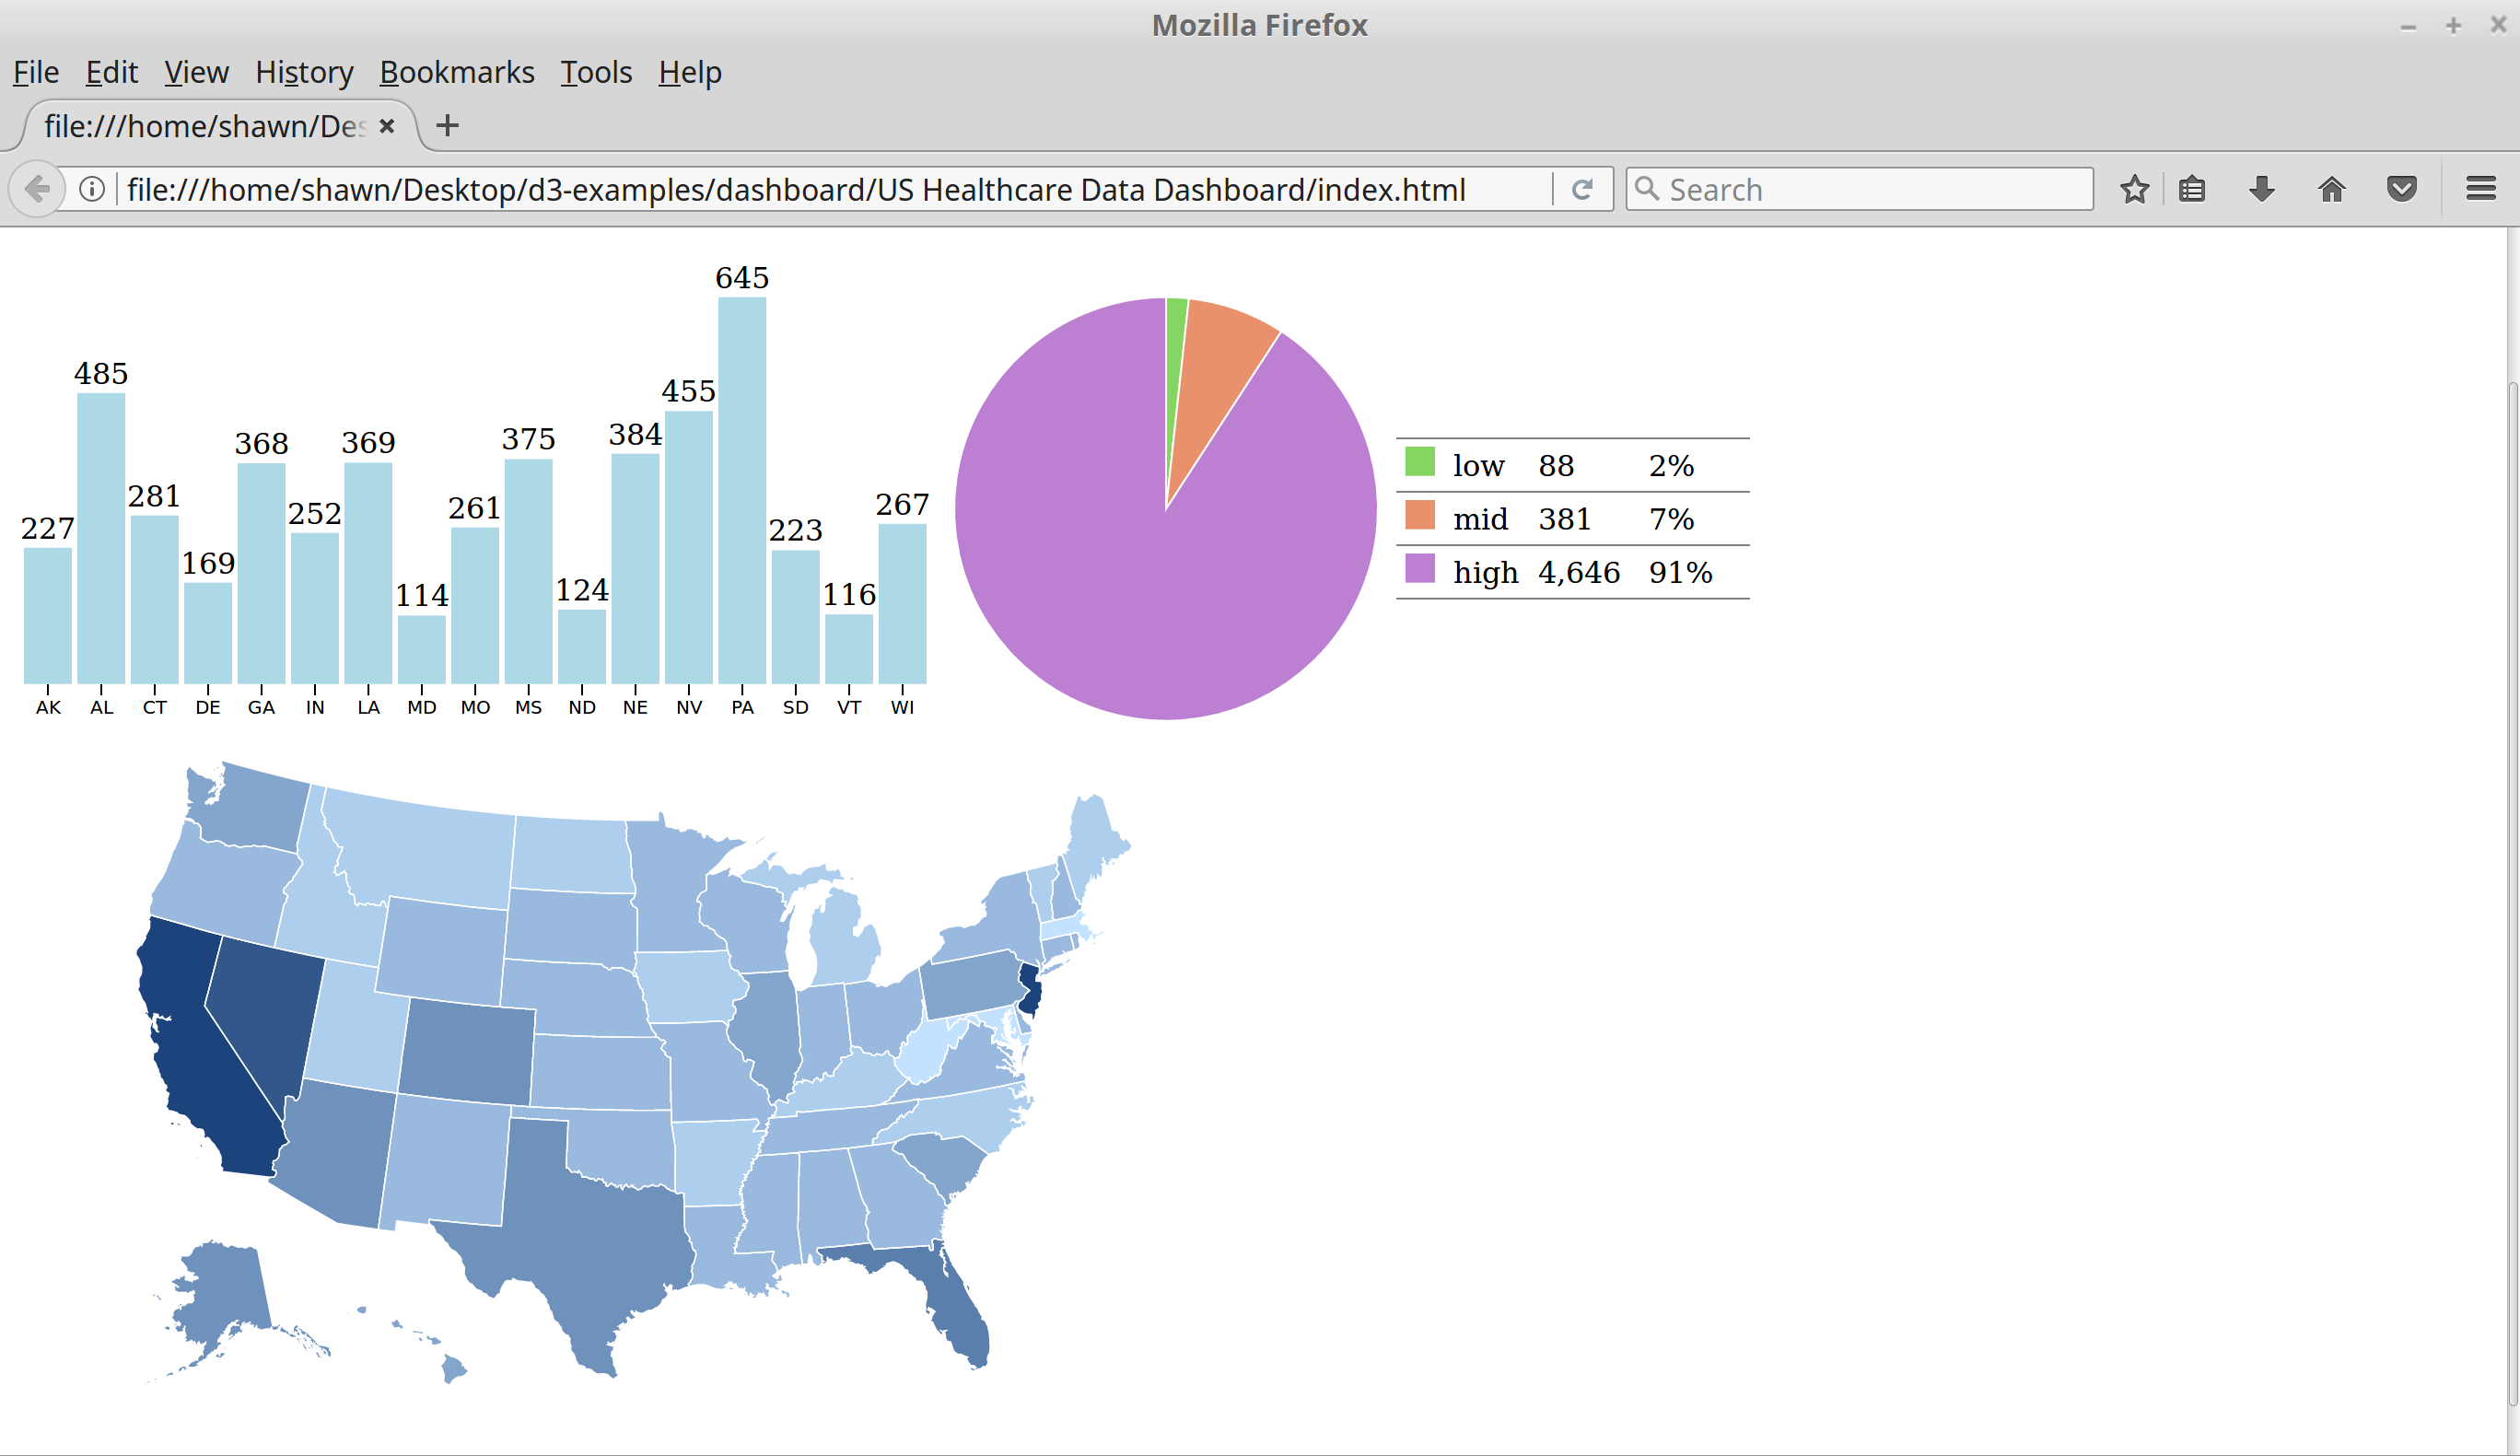 Mozilla Firefox
File Edit View History Bookmarks Tools Help
file:///home/shawn/Des
file:///home/shawn/Desktop/d3-examples/dashboard/US Healthcare Data Dashboard/index.html
Search
227 485 281 169 368 252 369 114 261 375 124 384 455 645 223 116 267
AK AL CT DE GA IN LA MD MO MS ND NE NV PA SD VT WI
low 88 2%
mid 381 7%
high 4,646 91%